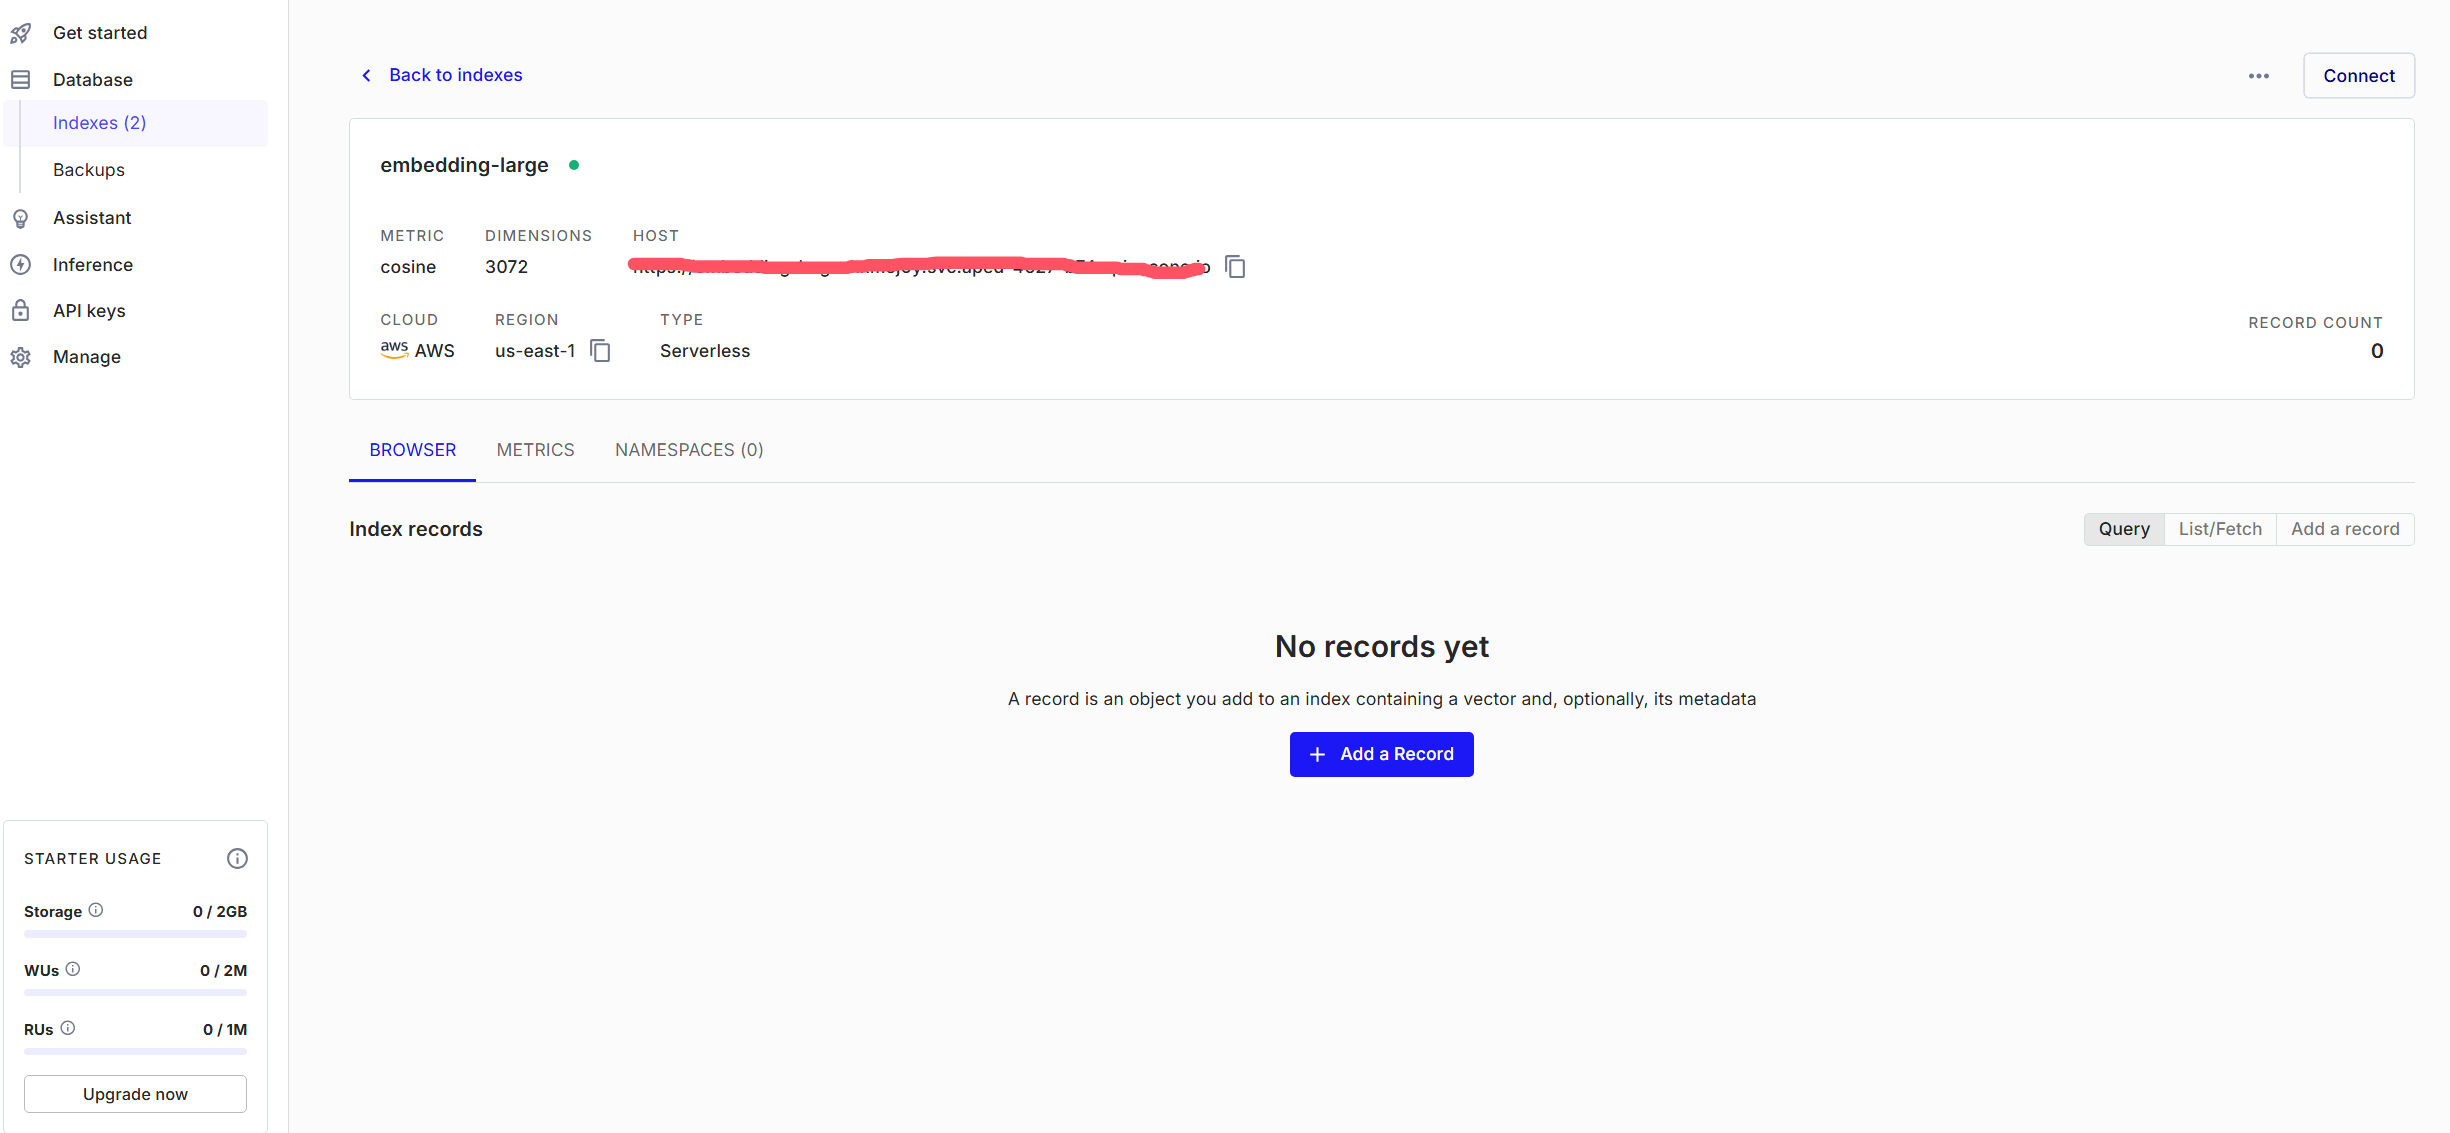 Get started
Database
Indexes (2)
Backups
Assistant
Inference
API keys
Manage
STARTER USAGE
Storage 0 / 2GB
WUs 0 / 2M
RUs 0 / 1M
Upgrade now
Back to indexes
Connect
embedding-large
METRIC DIMENSIONS HOST
cosine 3072
CLOUD REGION TYPE
aws AWS us-east-1 Serverless
RECORD COUNT
0
BROWSER METRICS NAMESPACES (0)
Index records
Query List/Fetch Add a record
No records yet
A record is an object you add to an index containing a vector and, optionally, its metadata
+ Add a Record